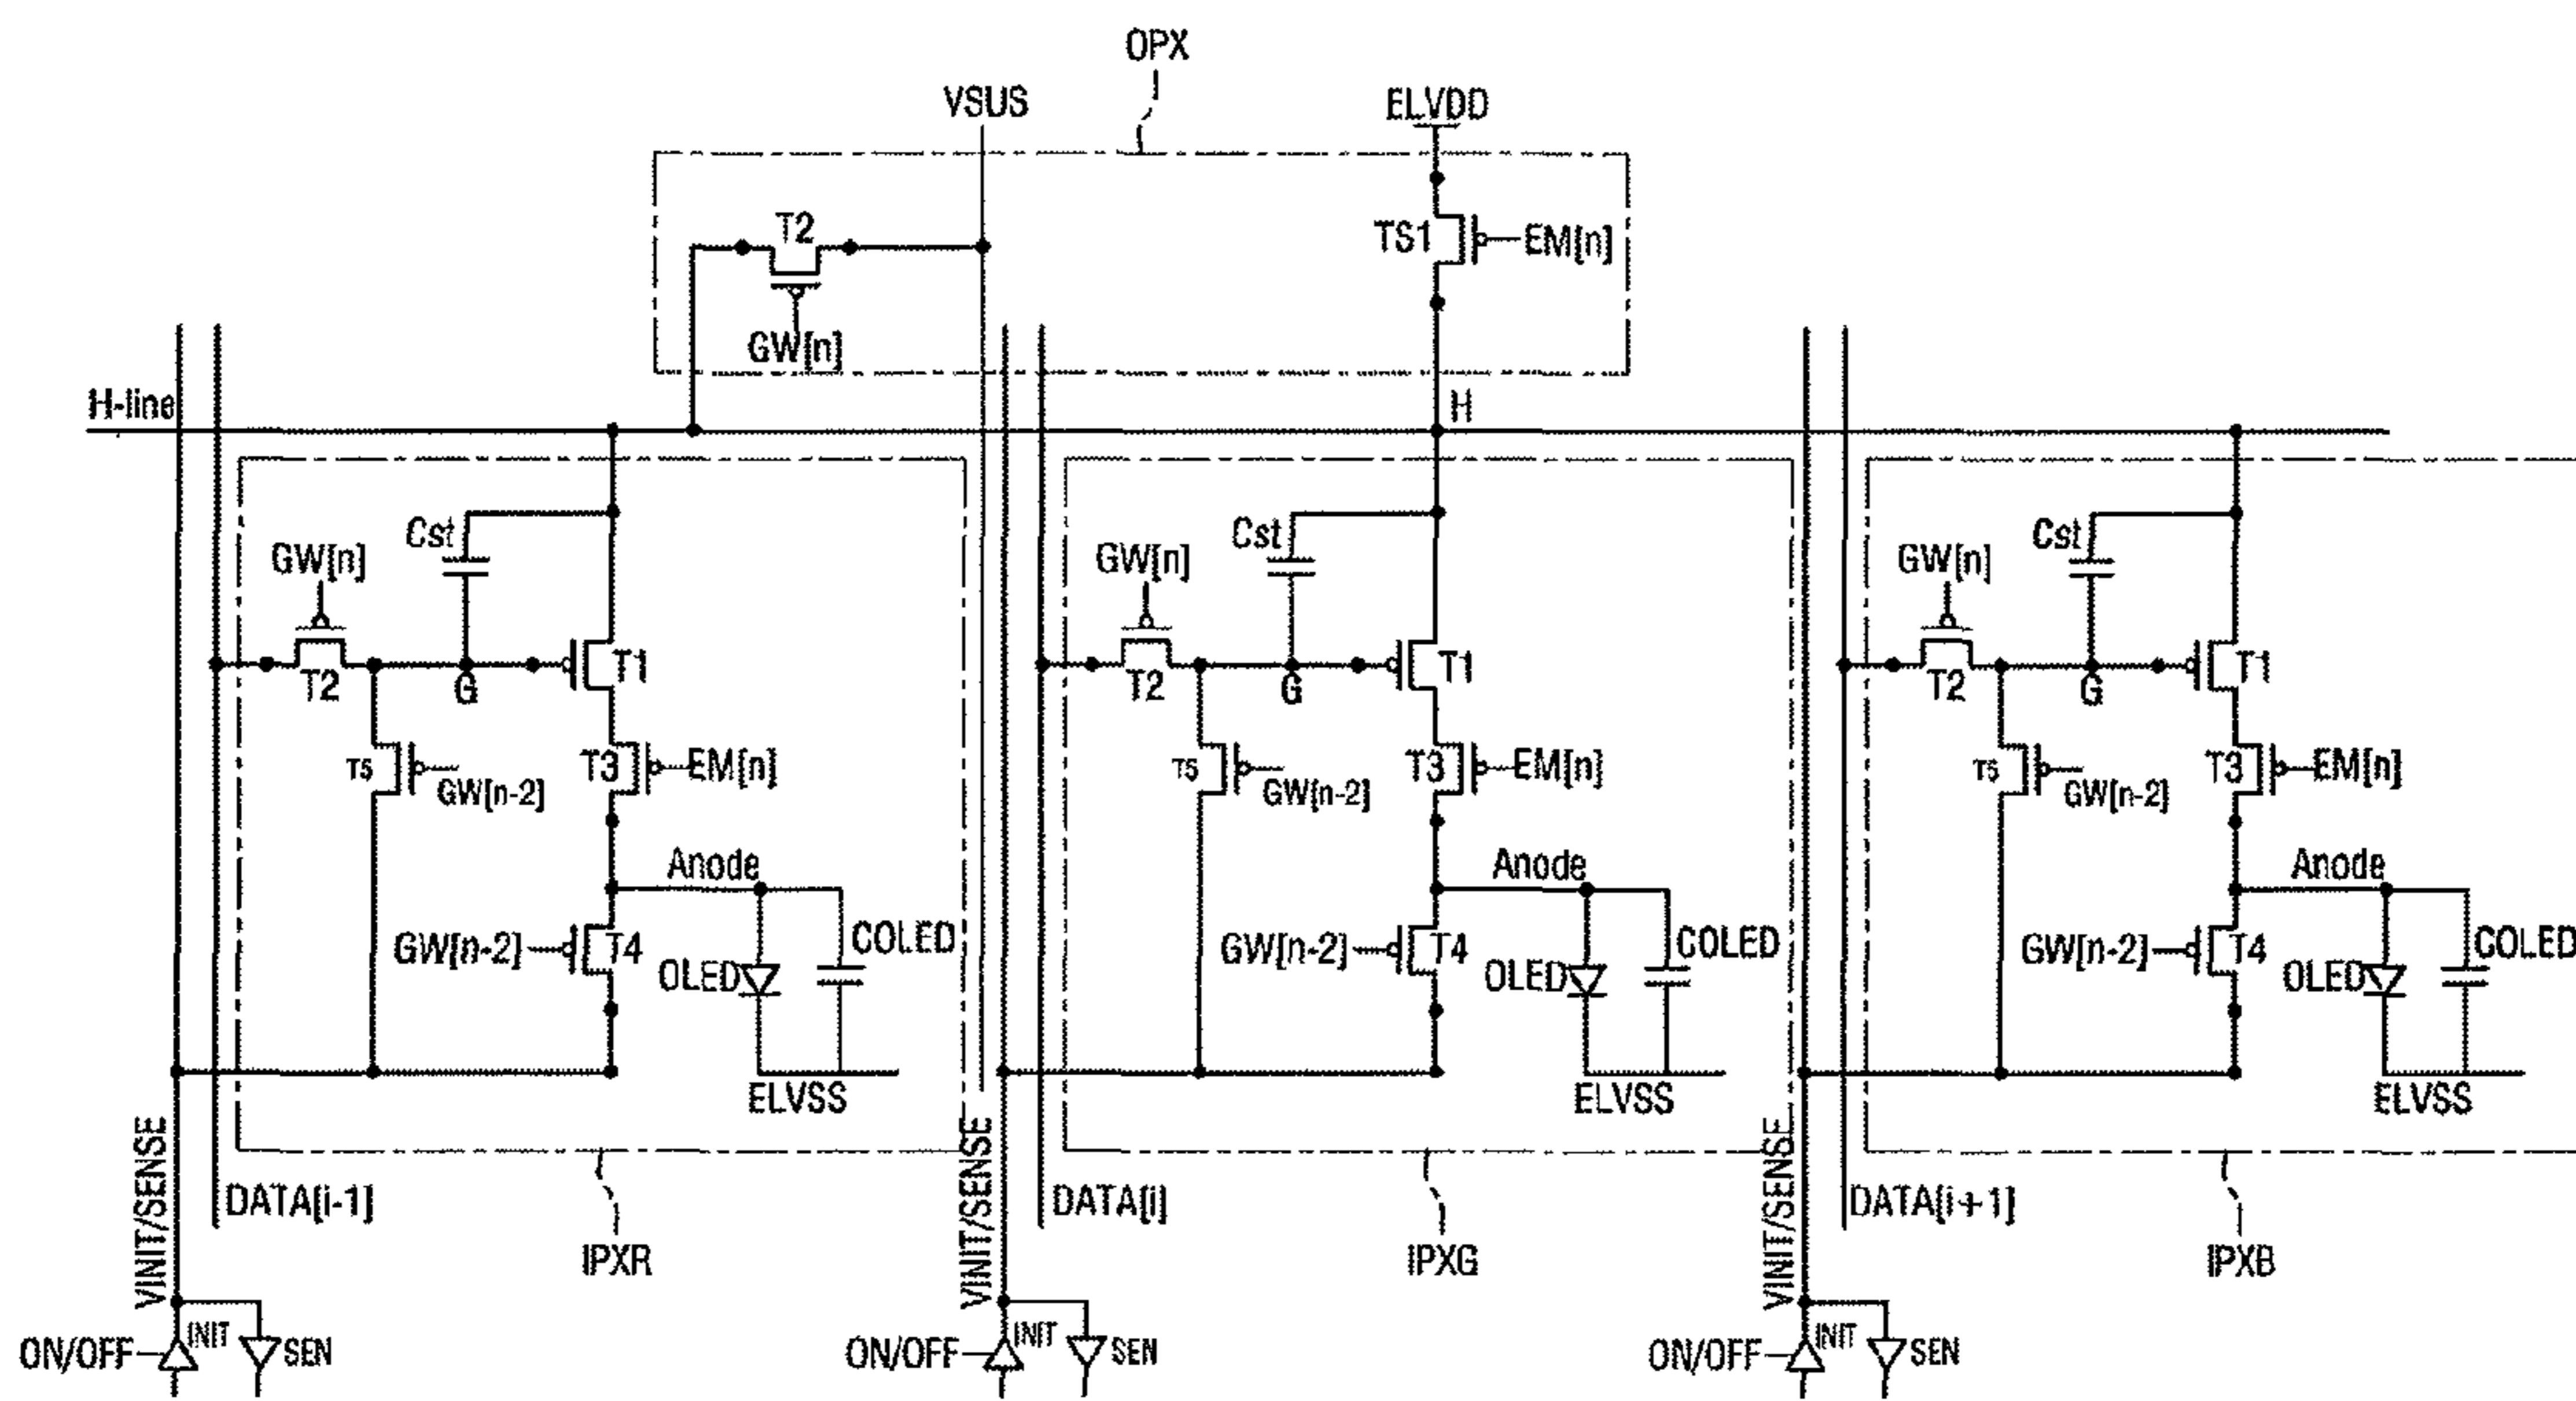 OPX
VSUS
ELVDD
T2
GW[n]
TS1
EM[n]
H-line
H
GW[n]
Cst
T2
G
T1
T5
GW[n-2]
T3
EM[n]
Anode
GW[n-2]
T4
OLED
COLED
ELVSS
VINIT/SENSE
DATA[i-1]
IPXR
ON/OFF
INIT
SEN
GW[n]
Cst
T2
G
T1
T5
GW[n-2]
T3
EM[n]
Anode
GW[n-2]
T4
OLED
COLED
ELVSS
VINIT/SENSE
DATA[i]
IPXG
ON/OFF
INIT
SEN
GW[n]
Cst
T2
G
T1
T5
GW[n-2]
T3
EM[n]
Anode
GW[n-2]
T4
OLED
COLED
ELVSS
VINIT/SENSE
DATA[i+1]
IPXB
ON/OFF
INIT
SEN